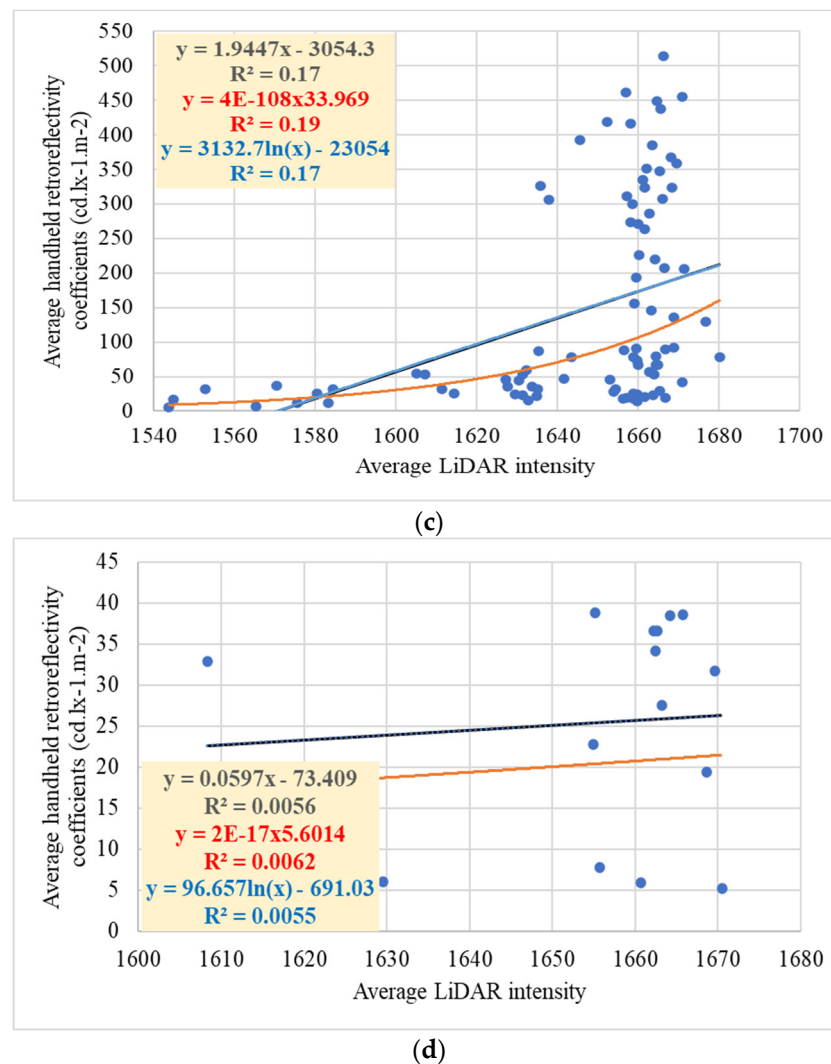 550
500
450
400
350
300
250
200
150
100
50
0
Average handheld retroreflectivity
coefficients (cd.lx-1.m-2)
y = 1.9447x - 3054.3
R² = 0.17
y = 4E-108x33.969
R² = 0.19
y = 3132.7ln(x) - 23054
R² = 0.17
1540 1560 1580 1600 1620 1640 1660 1680 1700
Average LiDAR intensity
(c)
45
40
35
30
25
20
15
10
5
0
Average handheld retroreflectivity
coefficients (cd.lx-1.m-2)
y = 0.0597x - 73.409
R² = 0.0056
y = 2E-17x5.6014
R² = 0.0062
y = 96.657ln(x) - 691.03
R² = 0.0055
1600 1610 1620 1630 1640 1650 1660 1670 1680
Average LiDAR intensity
(d)